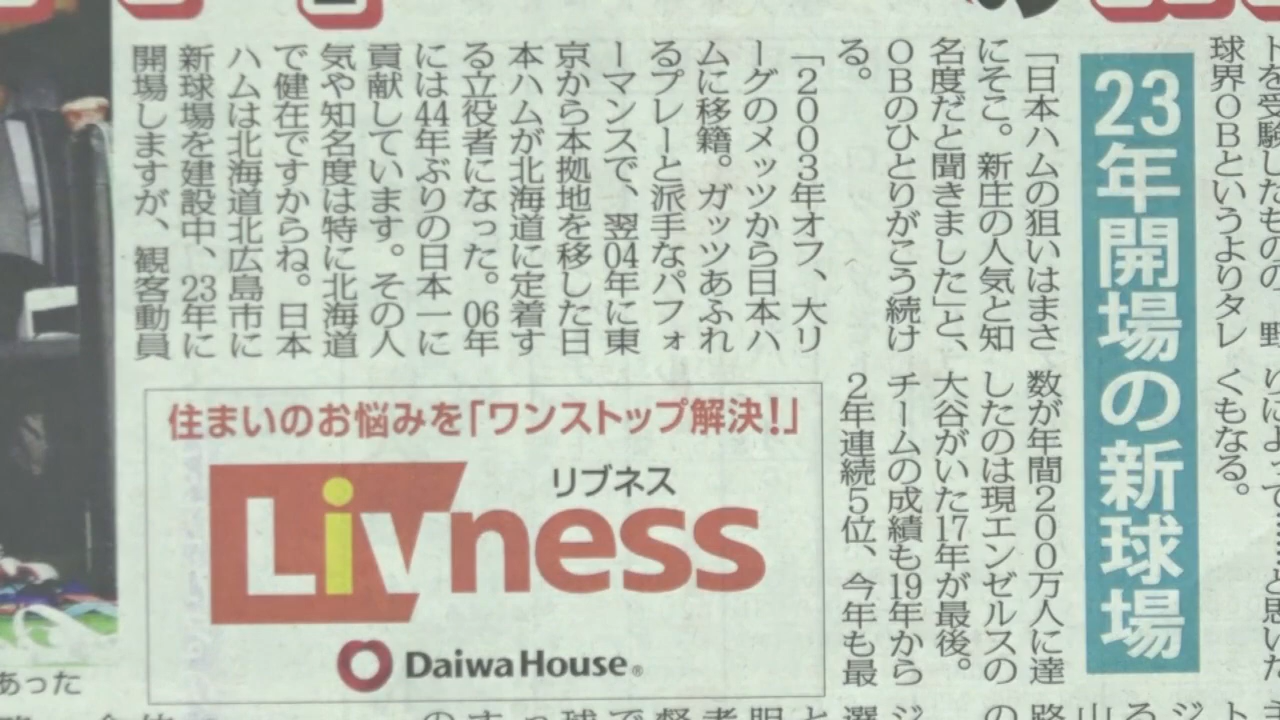 トを受験したものの、野
球界OBというよりタレ
くもなる。
23年開場の新球場
「日本ハムの狙いはまさ
にそこ。新庄の人気と知
名度だと聞きました」と、
OBのひとりがこう続け
る。
「2003年オフ、大リ
ーグのメッツから日本ハ
ムに移籍。ガッツあふれ
るプレーと派手なパフォ
ーマンスで、翌04年に東
京から本拠地を移した日
本ハムが北海道に定着す
る立役者になった。06年
には44年ぶりの日本一に
貢献しています。その人
気や知名度は特に北海道
で健在ですからね。日本
ハムは北海道北広島市に
新球場を建設中、23年に
開場しますが、観客動員
数が年間200万人に達
したのは現エンゼルスの
大谷がいた17年が最後。
チームの成績も19年から
2年連続5位、今年も最
住まいのお悩みを「ワンストップ解決!」
リブネス
Livness
DaiwaHouse®
あった